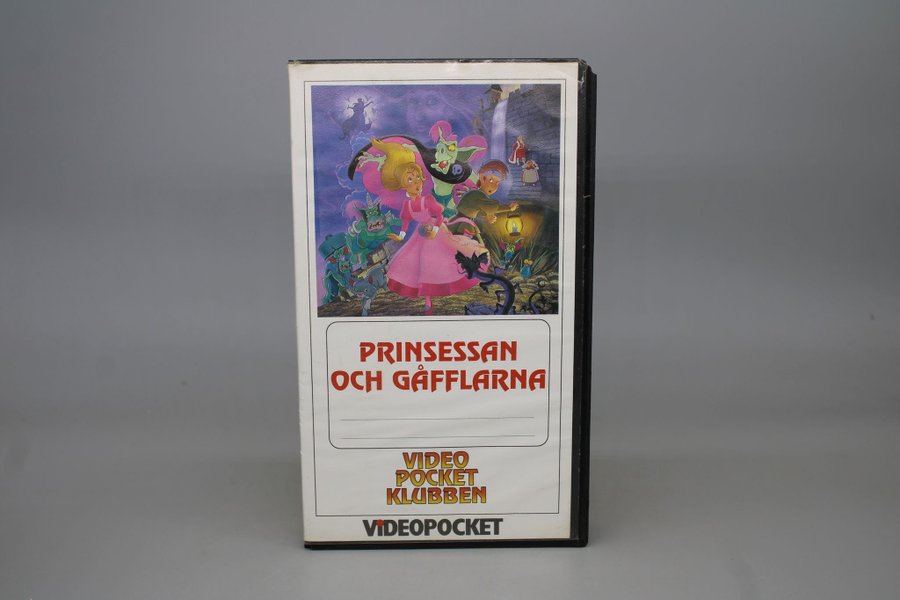 PRINSESSAN
OCH GÅFFLARNA
VIDEO
POCKET
KLUBBEN
VIDEOPOCKET